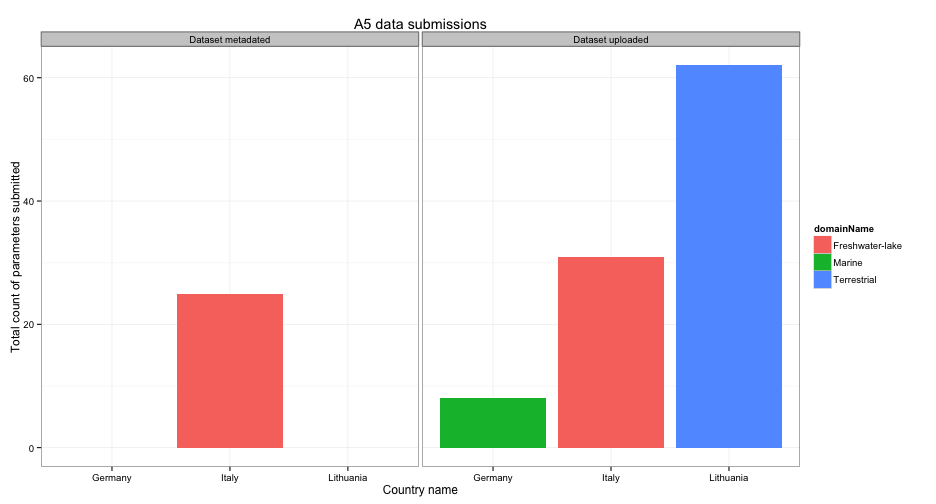 A5 data submissions
Dataset metadated
Dataset uploaded
Total count of parameters submitted
60
40
20
0
Germany
Italy
Lithuania
Germany
Italy
Lithuania
Country name
domainName
Freshwater-lake
Marine
Terrestrial